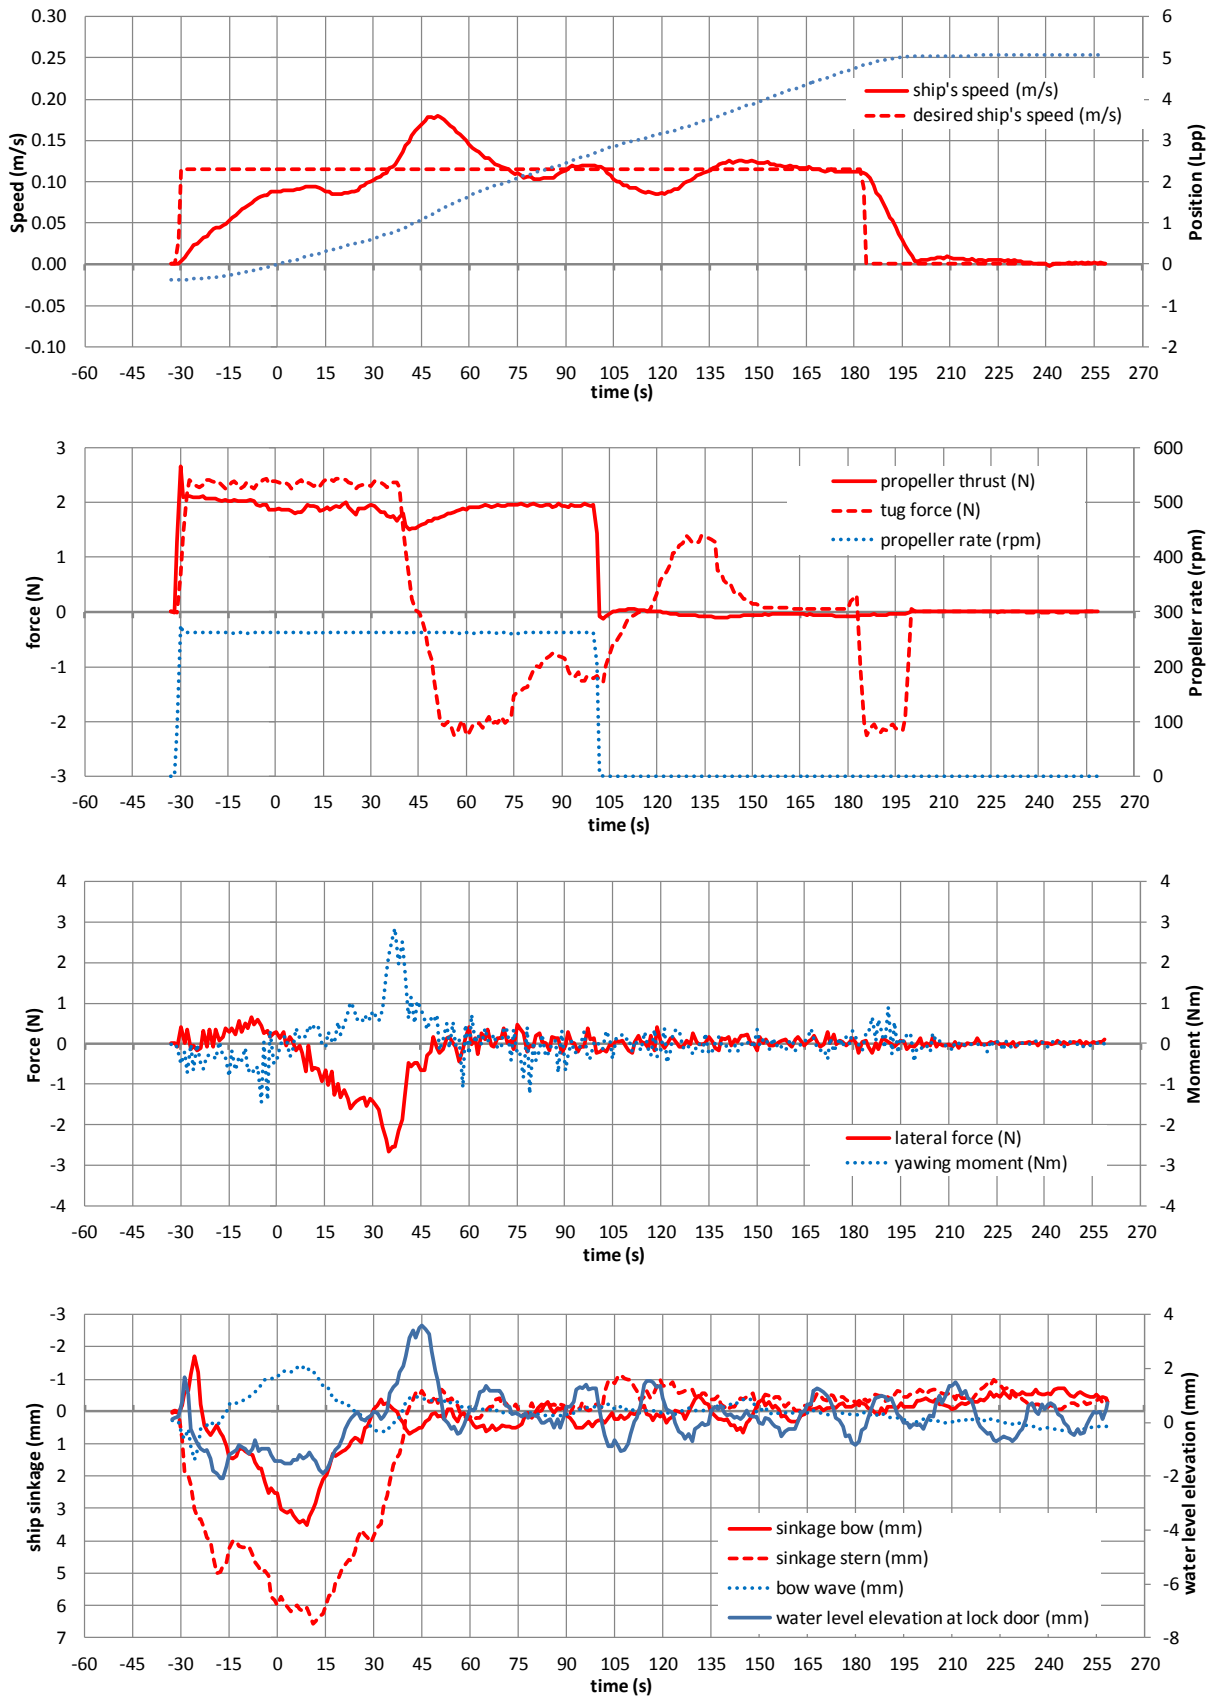 0.30
0.25
0.20
0.15
0.10
0.05
0.00
-0.05
-0.10
Speed (m/s)
6
5
4
3
2
1
0
-1
-2
Position (Lpp)
ship's speed (m/s)
desired ship's speed (m/s)
-60 -45 -30 -15 0 15 30 45 60 75 90 105 120 135 150 165 180 195 210 225 240 255 270
time (s)
3
2
1
0
-1
-2
-3
force (N)
600
500
400
300
200
100
0
Propeller rate (rpm)
propeller thrust (N)
tug force (N)
propeller rate (rpm)
-60 -45 -30 -15 0 15 30 45 60 75 90 105 120 135 150 165 180 195 210 225 240 255 270
time (s)
4
3
2
1
0
-1
-2
-3
-4
Force (N)
4
3
2
1
0
-1
-2
-3
-4
Moment (Nm)
lateral force (N)
yawing moment (Nm)
-60 -45 -30 -15 0 15 30 45 60 75 90 105 120 135 150 165 180 195 210 225 240 255 270
time (s)
-3
-2
-1
0
1
2
3
4
5
6
7
ship sinkage (mm)
4
2
0
-2
-4
-6
-8
water level elevation (mm)
sinkage bow (mm)
sinkage stern (mm)
bow wave (mm)
water level elevation at lock door (mm)
-60 -45 -30 -15 0 15 30 45 60 75 90 105 120 135 150 165 180 195 210 225 240 255 270
time (s)